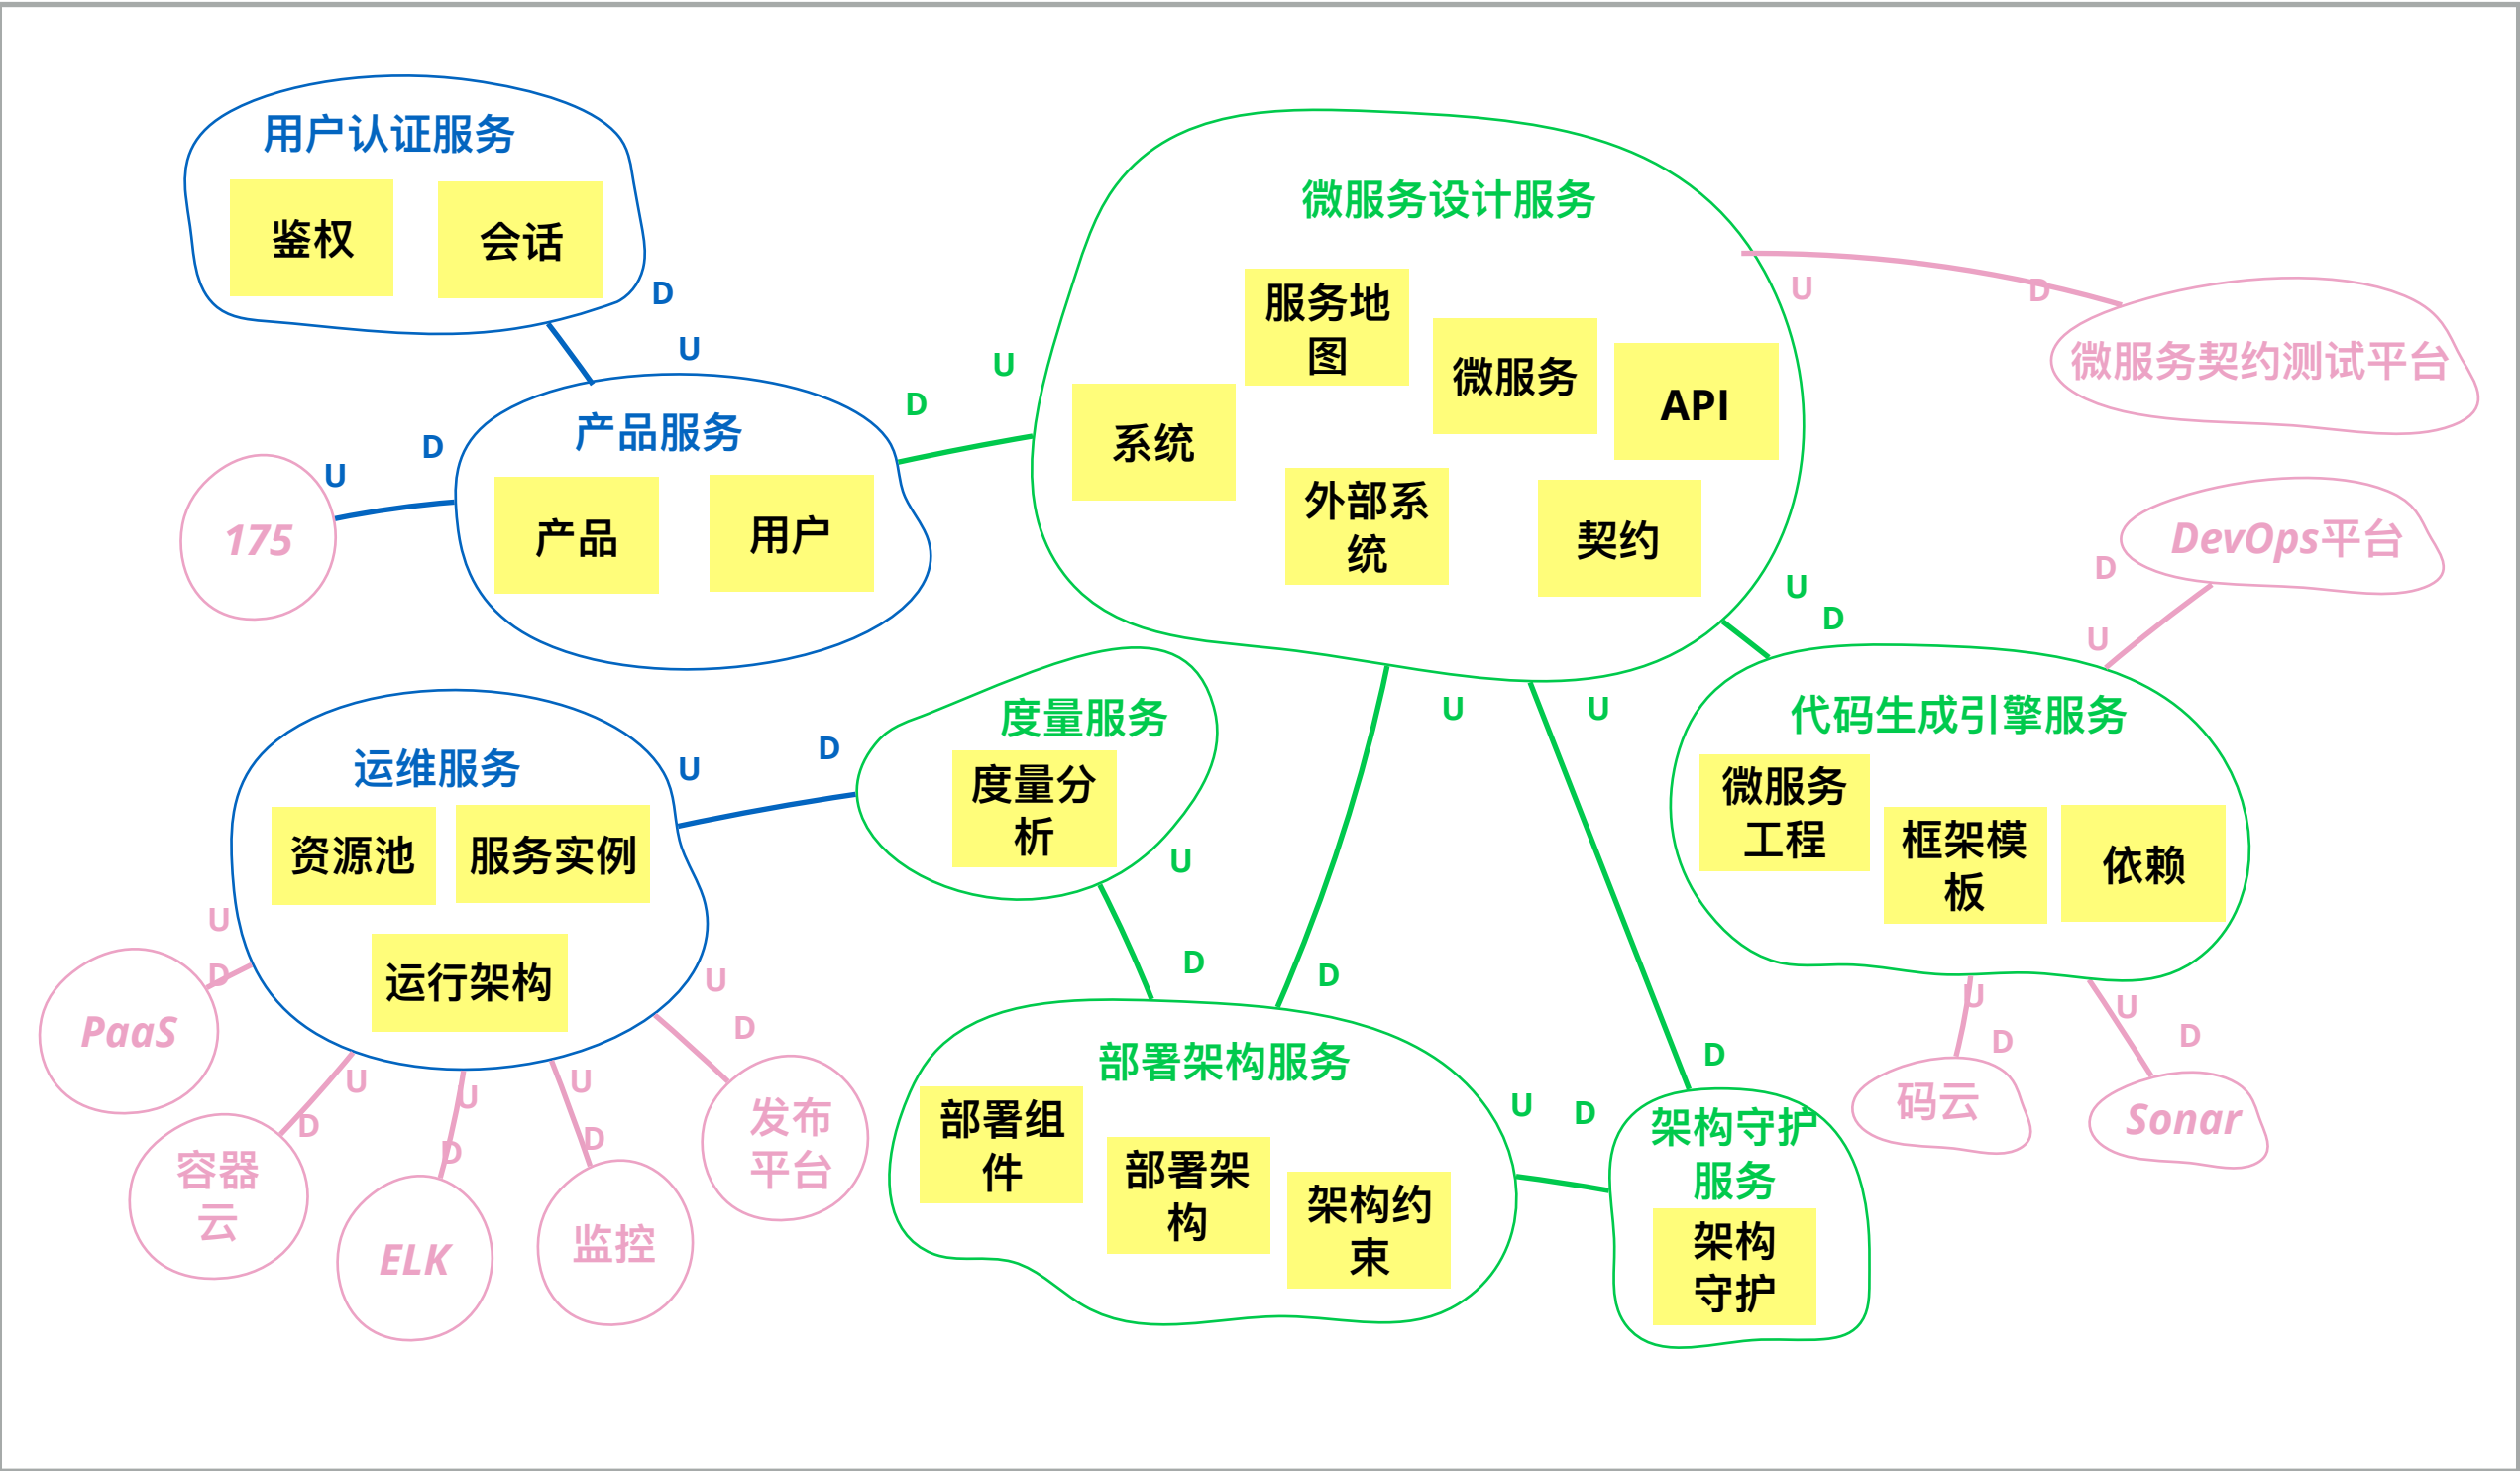 用户认证服务
鉴权
会话
D
U
产品服务
产品
用户
D
U
175
D
U
微服务设计服务
服务地
图
微服务
API
系统
外部系
统
契约
U
D
微服务契约测试平台
DevOps平台
D
U
U
D
代码生成引擎服务
微服务
工程
框架模
板
依赖
U
D
码云
U
D
Sonar
度量服务
度量分
析
U
D
U
D
U
D
U
D
运维服务
资源池
服务实例
运行架构
U
D
PaaS
U
D
容器
云
U
D
ELK
U
D
监控
U
D
发布
平台
部署架构服务
部署组
件
部署架
构
架构约
束
U
D
架构守护
服务
架构
守护